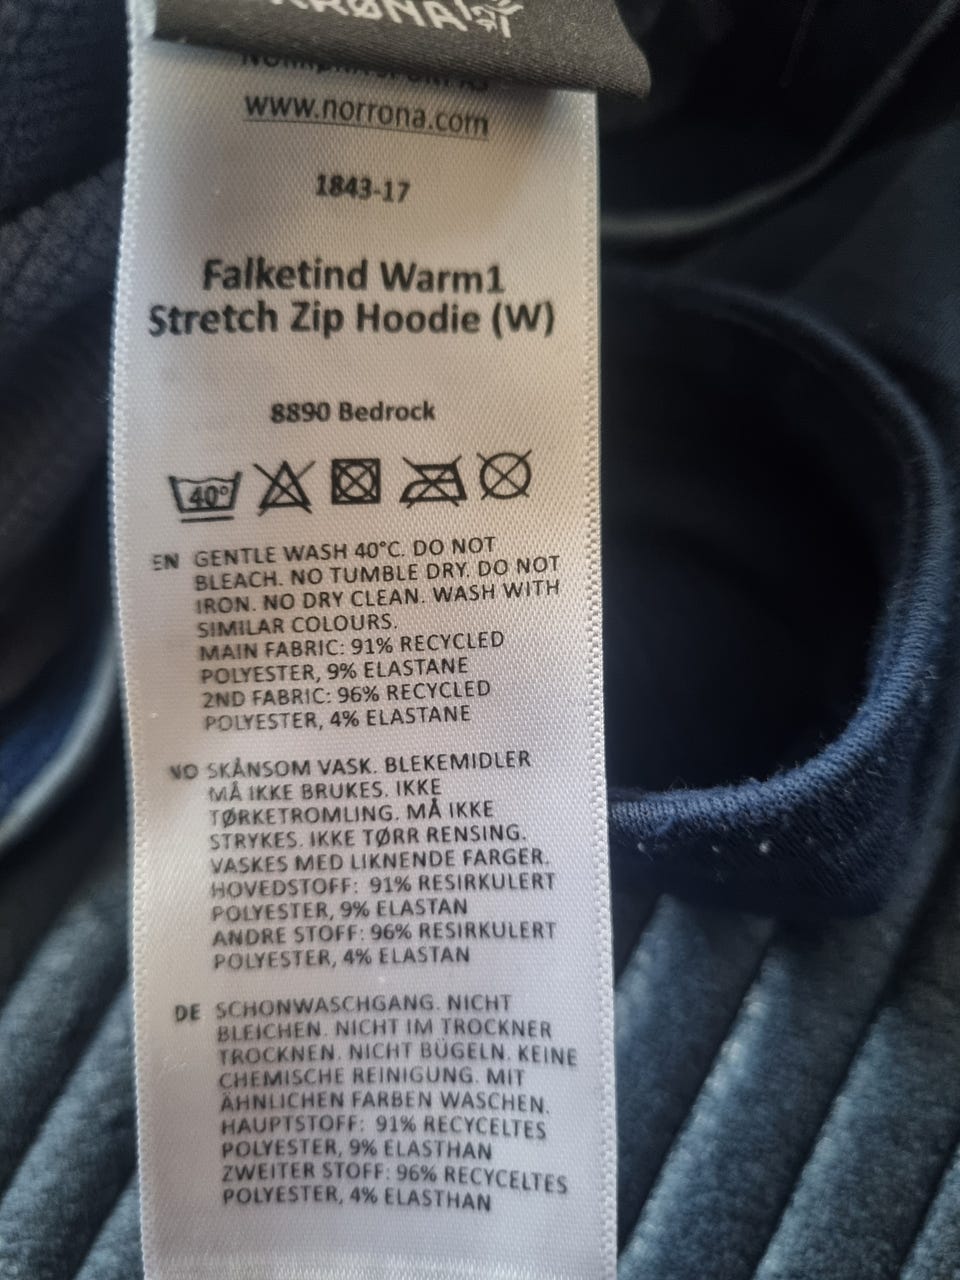 NORRØNA
www.norrona.com
1843-17
Falketind Warm1
Stretch Zip Hoodie (W)
8890 Bedrock
40°
EN GENTLE WASH 40°C. DO NOT
BLEACH. NO TUMBLE DRY. DO NOT
IRON. NO DRY CLEAN. WASH WITH
SIMILAR COLOURS.
MAIN FABRIC: 91% RECYCLED
POLYESTER, 9% ELASTANE
2ND FABRIC: 96% RECYCLED
POLYESTER, 4% ELASTANE
NO SKÅNSOM VASK. BLEKEMIDLER
MÅ IKKE BRUKES. IKKE
TØRKETROMLING. MÅ IKKE
STRYKES. IKKE TØRR RENSING.
VASKES MED LIKNENDE FARGER.
HOVEDSTOFF: 91% RESIRKULERT
POLYESTER, 9% ELASTAN
ANDRE STOFF: 96% RESIRKULERT
POLYESTER, 4% ELASTAN
DE SCHONWASCHGANG. NICHT
BLEICHEN. NICHT IM TROCKNER
TROCKNEN. NICHT BÜGELN. KEINE
CHEMISCHE REINIGUNG. MIT
ÄHNLICHEN FARBEN WASCHEN.
HAUPTSTOFF: 91% RECYCELTES
POLYESTER, 9% ELASTHAN
ZWEITER STOFF: 96% RECYCELTES
POLYESTER, 4% ELASTHAN